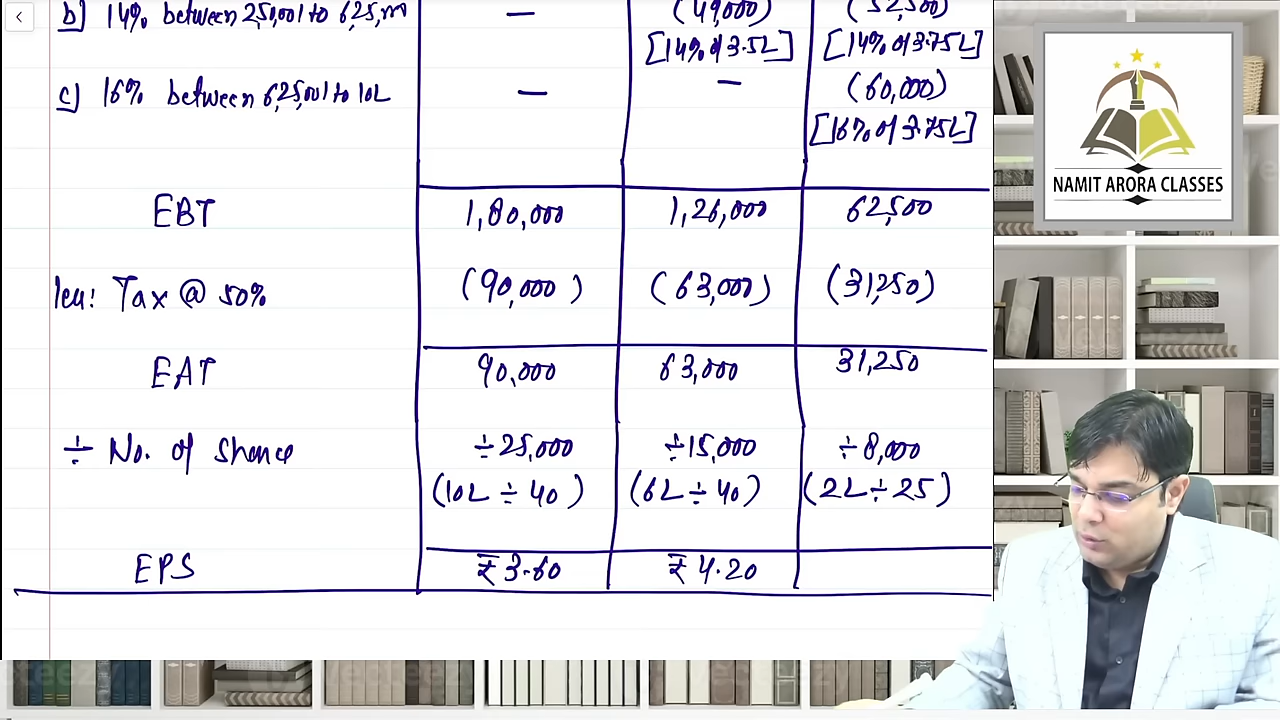 b) 14% between 250,001 to 625,000 — (49,000) (52,500)
[14% of 3.5L] [14% of 3.75L]
c) 16% between 6,25,001 to 10L — — (60,000)
[16% of 3.75L]
EBT 1,80,000 1,26,000 62,500
Less: Tax @ 50% (90,000) (63,000) (31,250)
EAT 90,000 63,000 31,250
÷ No. of Shares ÷25,000 ÷15,000 ÷8,000
(10L ÷ 40) (6L ÷ 40) (2L ÷ 25)
EPS ₹3.60 ₹4.20
NAMIT ARORA CLASSES